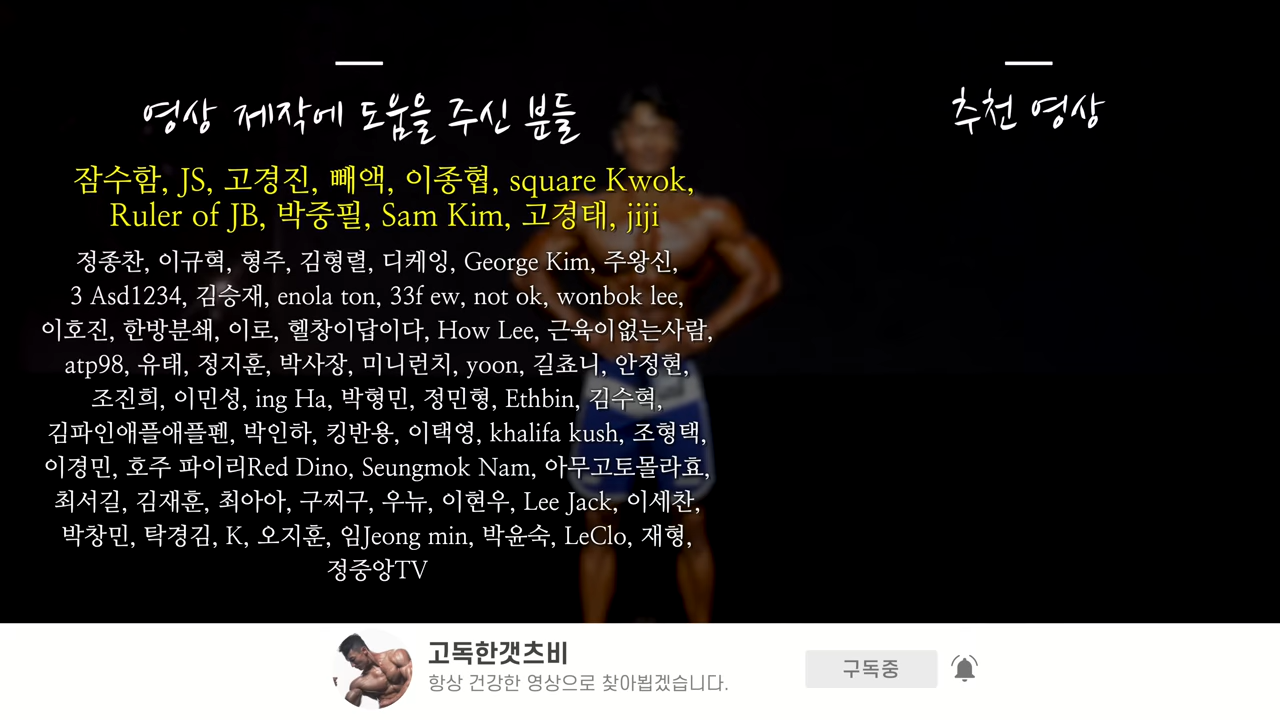 영상 제작에 도움을 주신 분들
잠수함, JS, 고경진, 빼액, 이종협, square Kwok,
Ruler of JB, 박중필, Sam Kim, 고경태, jiji
정종찬, 이규혁, 형주, 김형렬, 디케잉, George Kim, 주왕신,
3 Asd1234, 김승재, enola ton, 33f ew, not ok, wonbok lee,
이호진, 한방분쇄, 이로, 헬창이답이다, How Lee, 근육이없는사람,
atp98, 유태, 정지훈, 박사장, 미니런치, yoon, 길쵸니, 안정현,
조진희, 이민성, ing Ha, 박형민, 정민형, Ethbin, 김수혁,
김파인애플애플펜, 박인하, 킹반용, 이택영, khalifa kush, 조형택,
이경민, 호주 파이리Red Dino, Seungmok Nam, 아무고토몰라효,
최서길, 김재훈, 최아아, 구찌구, 우뉴, 이현우, Lee Jack, 이세찬,
박창민, 탁경김, K, 오지훈, 임Jeong min, 박윤숙, LeClo, 재형,
정중앙TV
추천 영상
고독한갯츠비
항상 건강한 영상으로 찾아뵙겠습니다.
구독중